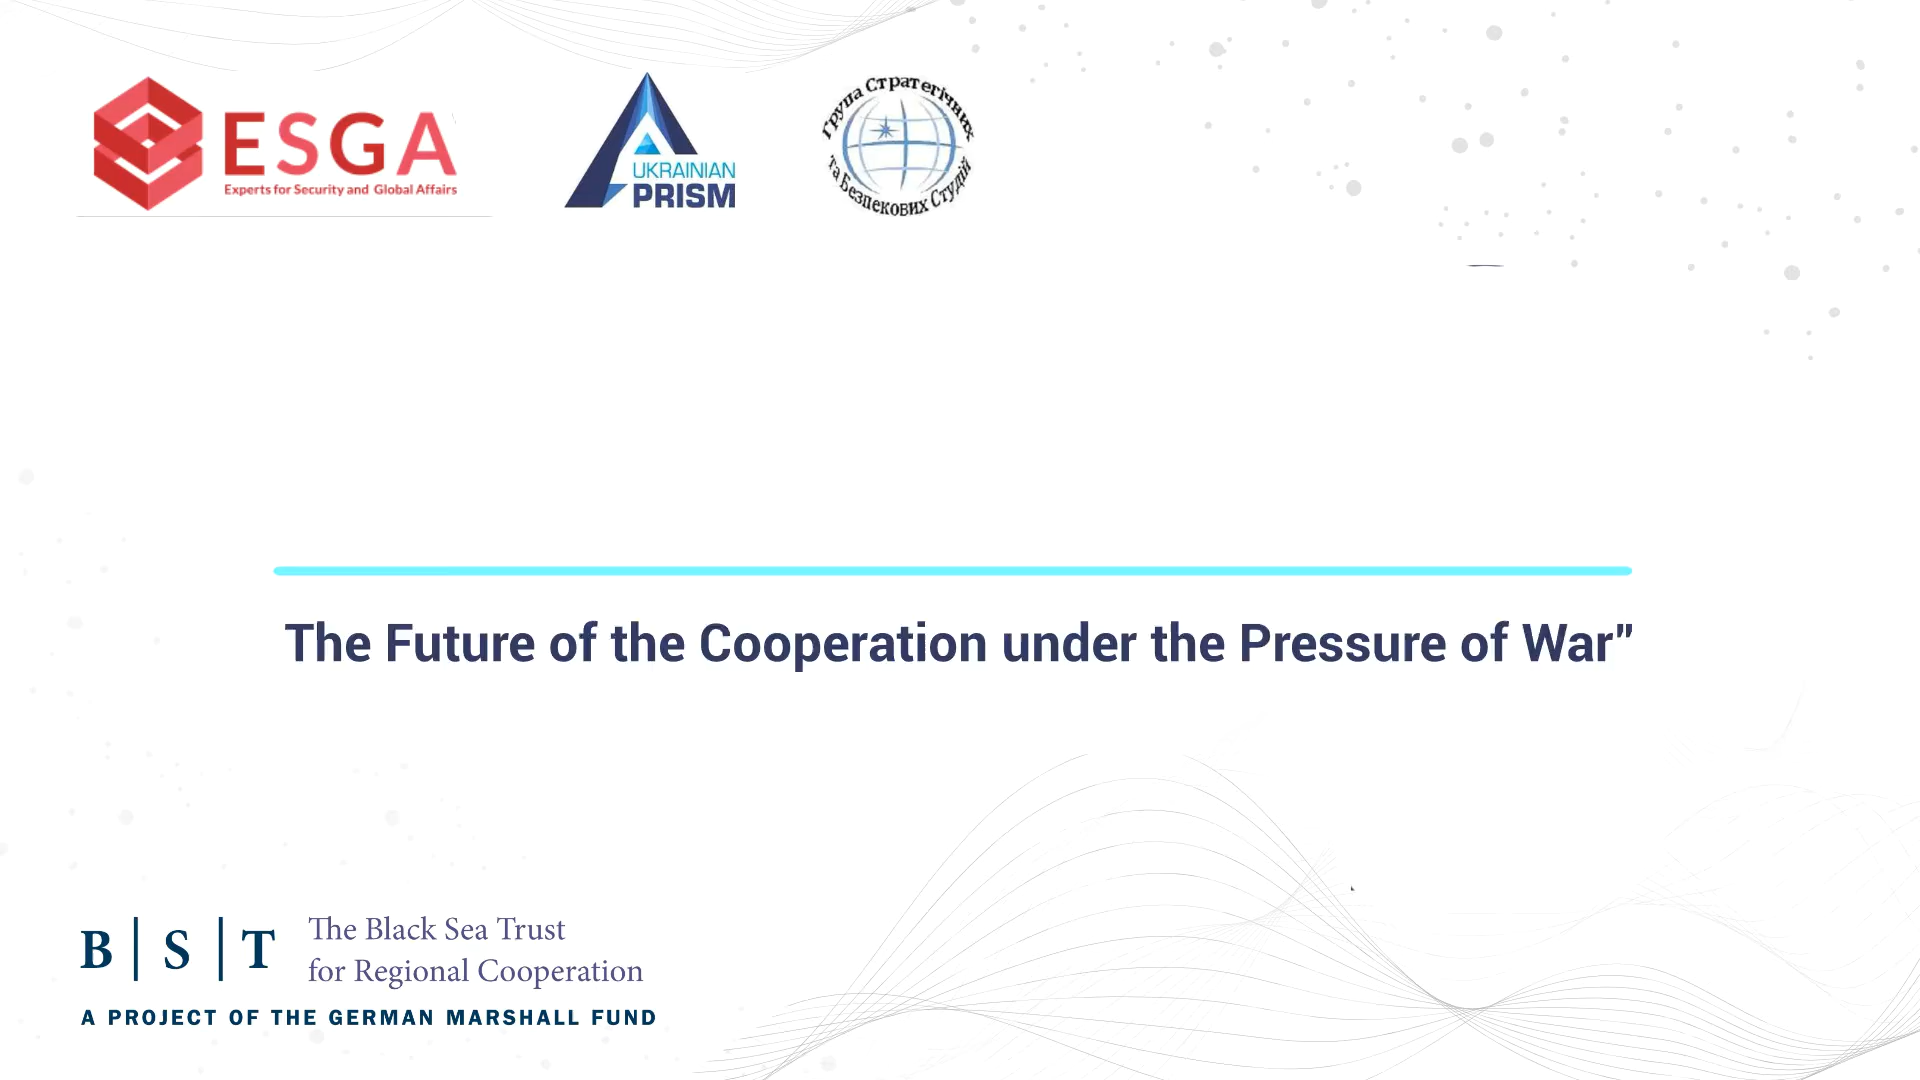 ESGA
Experts for Security and Global Affairs
UKRAINIAN
PRISM
Група Стратегічних
та Безпекових Студій
The Future of the Cooperation under the Pressure of War”
B | S | T
The Black Sea Trust
for Regional Cooperation
A PROJECT OF THE GERMAN MARSHALL FUND